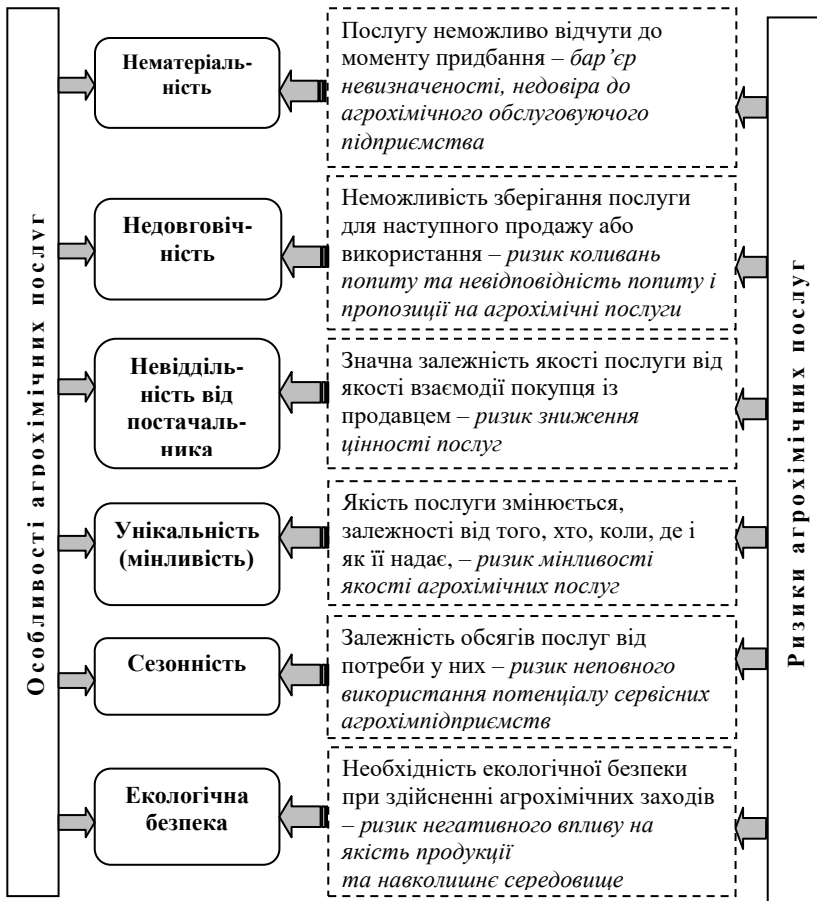 Особливості агрохімічних послуг
Нематеріаль-
ність
Послугу неможливо відчути до
моменту придбання – бар’єр
невизначеності, недовіра до
агрохімічного обслуговуючого
підприємства
Недовговіч-
ність
Неможливість зберігання послуги
для наступного продажу або
використання – ризик коливань
попиту та невідповідність попиту і
пропозиції на агрохімічні послуги
Невідділь-
ність від
постачаль-
ника
Значна залежність якості послуги від
якості взаємодії покупця із
продавцем – ризик зниження
цінності послуг
Унікальність
(мінливість)
Якість послуги змінюється,
залежності від того, хто, коли, де і
як її надає, – ризик мінливості
якості агрохімічних послуг
Сезонність
Залежність обсягів послуг від
потреби у них – ризик неповного
використання потенціалу сервісних
агрохімпідприємств
Екологічна
безпека
Необхідність екологічної безпеки
при здійсненні агрохімічних заходів
– ризик негативного впливу на
якість продукції
та навколишнє середовище
Ризики агрохімічних послуг